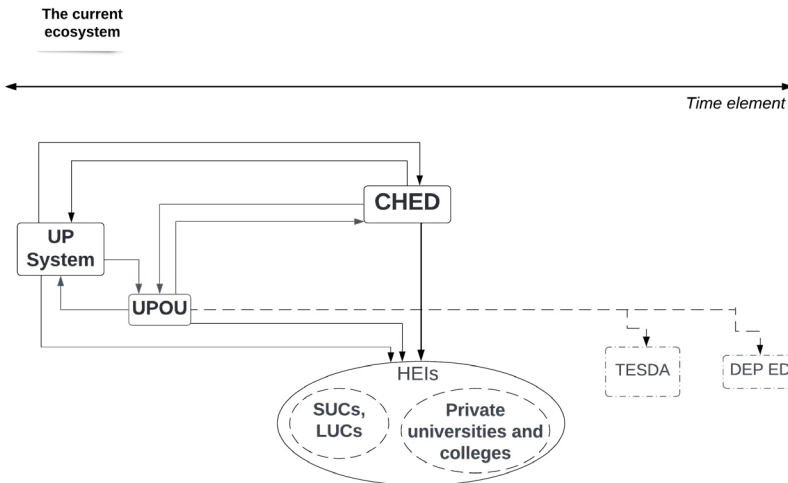 The current
ecosystem
Time element
CHED
UP
System
UPOU
TESDA
DEP ED
HEIs
SUCs,
LUCs
Private
universities and
colleges